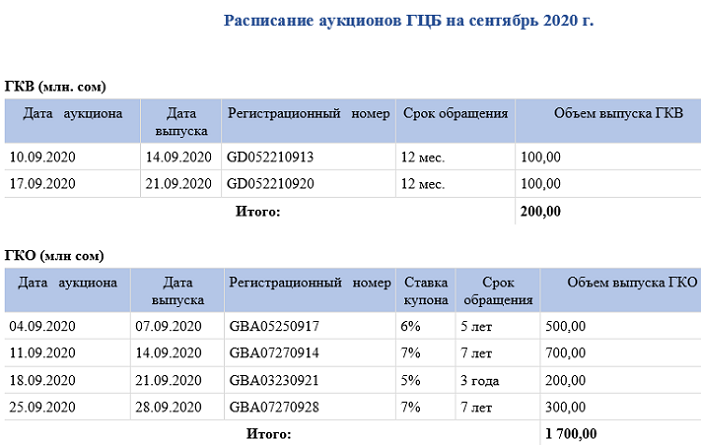 Расписание аукционов ГЦБ на сентябрь 2020 г.
ГКВ (млн. сом)
Дата аукциона Дата выпуска Регистрационный номер Срок обращения Объем выпуска ГКВ
10.09.2020 14.09.2020 GD052210913 12 мес. 100,00
17.09.2020 21.09.2020 GD052210920 12 мес. 100,00
Итого: 200,00
ГКО (млн сом)
Дата аукциона Дата выпуска Регистрационный номер Ставка купона Срок обращения Объем выпуска ГКО
04.09.2020 07.09.2020 GBA05250917 6% 5 лет 500,00
11.09.2020 14.09.2020 GBA07270914 7% 7 лет 700,00
18.09.2020 21.09.2020 GBA03230921 5% 3 года 200,00
25.09.2020 28.09.2020 GBA07270928 7% 7 лет 300,00
Итого: 1 700,00